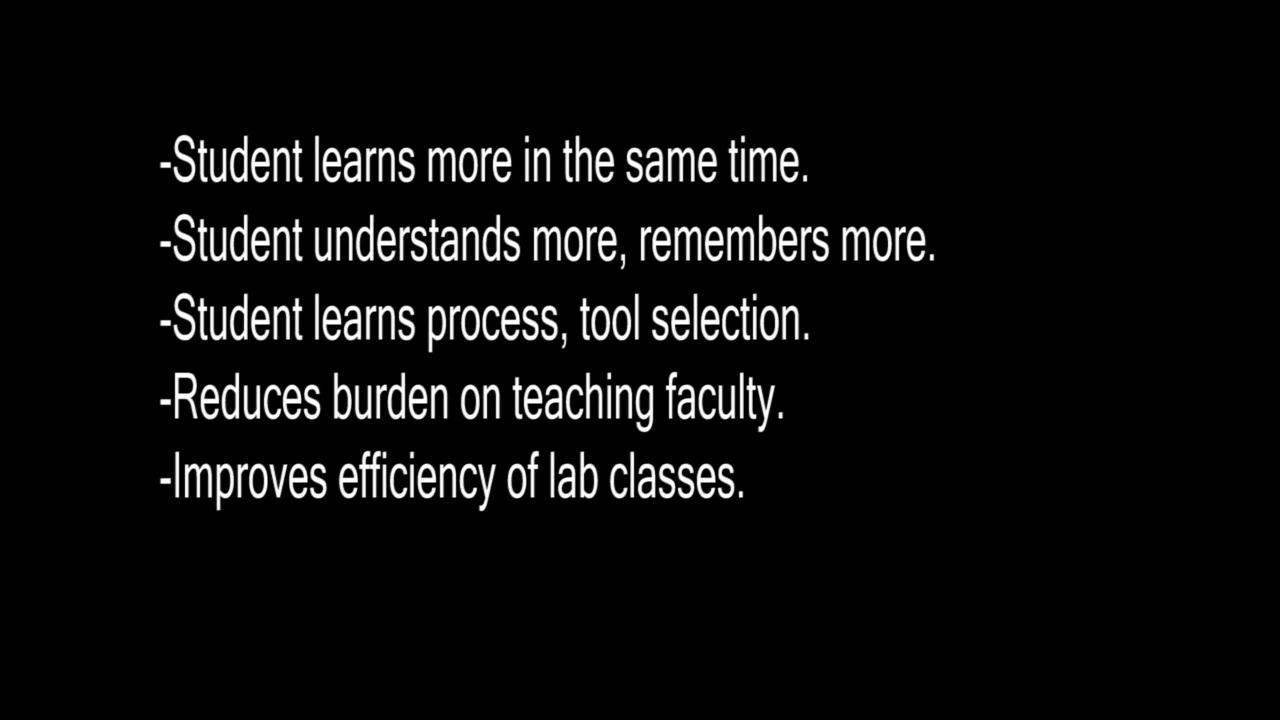 -Student learns more in the same time.
-Student understands more, remembers more.
-Student learns process, tool selection.
-Reduces burden on teaching faculty.
-Improves efficiency of lab classes.